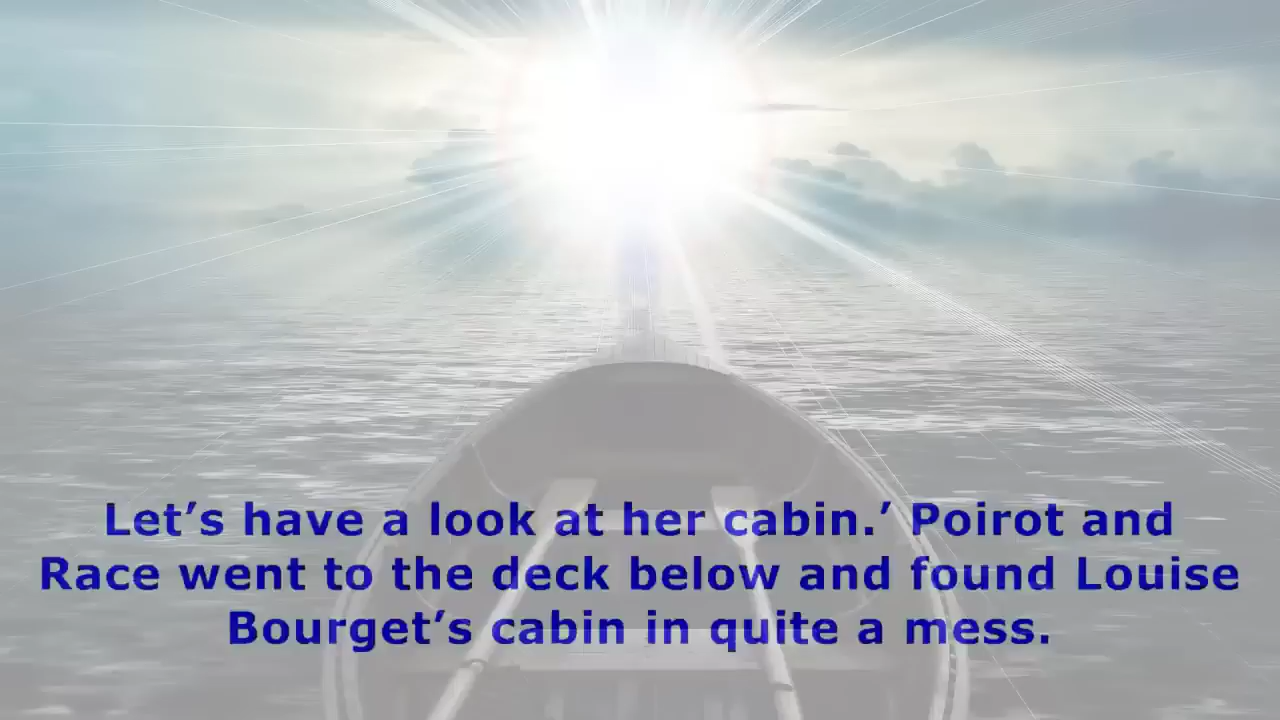 Let’s have a look at her cabin.’ Poirot and
Race went to the deck below and found Louise
Bourget’s cabin in quite a mess.